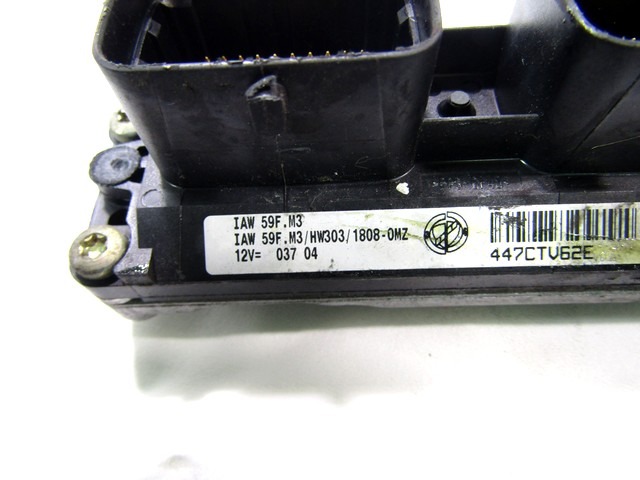 IAW 59F.M3
IAW 59F.M3/HW303/1808-0MZ
12V= 037 04
447CTV62E